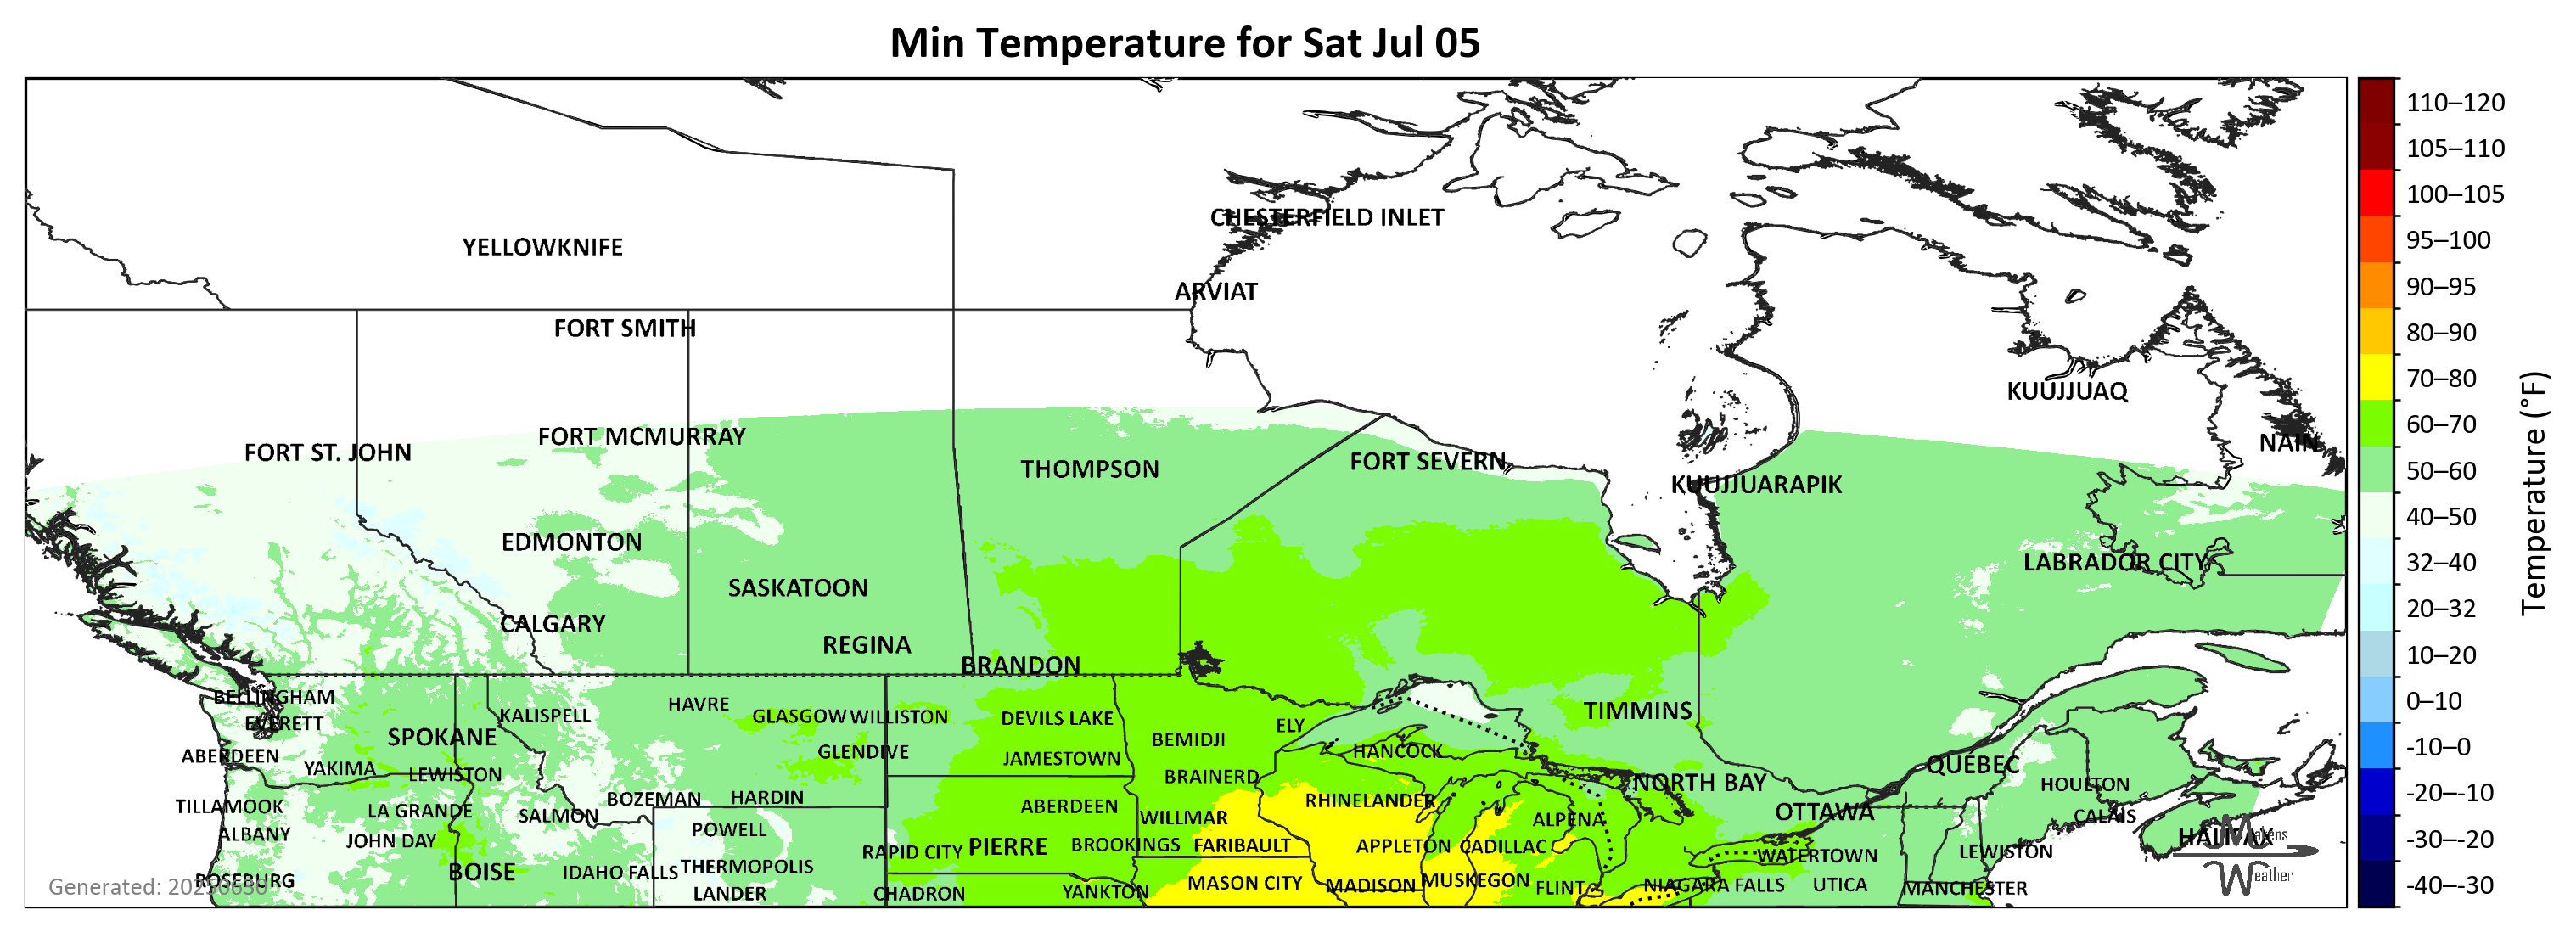 Min Temperature for Sat Jul 05
110–120
105–110
CHESTERFIELD INLET
100–105
YELLOWKNIFE
95–100
ARVIAT
90–95
FORT SMITH
80–90
KUUJJUAQ
70–80
FORT MCMURRAY
NAIN
60–70
FORT ST. JOHN
THOMPSON
FORT SEVERN
50–60
KUUJJUARAPIK
40–50
EDMONTON
LABRADOR CITY
32–40
SASKATOON
20–32
CALGARY
REGINA
BRANDON
10–20
Temperature (°F)
BELLINGHAM
HAVRE
0–10
EVERETT
KALISPELL
GLASGOW
WILLISTON
DEVILS LAKE
ELY
TIMMINS
SPOKANE
BEMIDJI
-10–0
ABERDEEN
GLENDIVE
JAMESTOWN
HANCOCK
YAKIMA
LEWISTON
BRAINERD
NORTH BAY
QUÉBEC
HOULTON
-20–-10
TILLAMOOK
LA GRANDE
SALMON
BOZEMAN
HARDIN
ABERDEEN
WILLMAR
RHINELANDER
ALPENA
OTTAWA
CALAIS
ALBANY
JOHN DAY
POWELL
RAPID CITY
PIERRE
BROOKINGS
FARIBAULT
APPLETON
CADILLAC
WATERTOWN
LEWISTON
HALIFAX
Makens
Weather
-30–-20
ROSEBURG
BOISE
IDAHO FALLS
THERMOPOLIS
LANDER
CHADRON
YANKTON
MASON CITY
MADISON
MUSKEGON
FLINT
NIAGARA FALLS
UTICA
MANCHESTER
-40–-30
Generated: 20250630